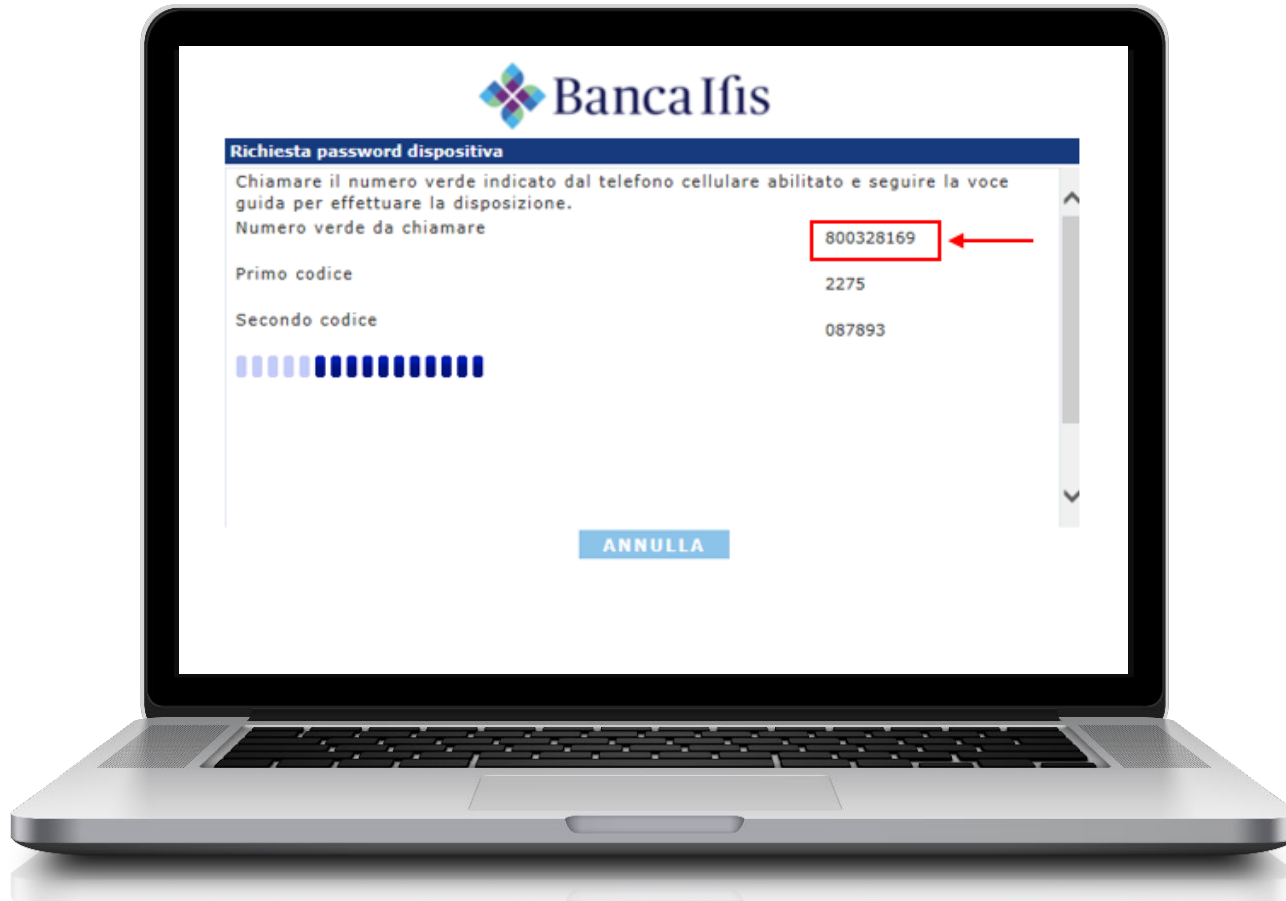 Banca Ifis
Richiesta password dispositiva
Chiamare il numero verde indicato dal telefono cellulare abilitato e seguire la voce
guida per effettuare la disposizione.
Numero verde da chiamare
800328169
Primo codice
2275
Secondo codice
087893
ANNULLA